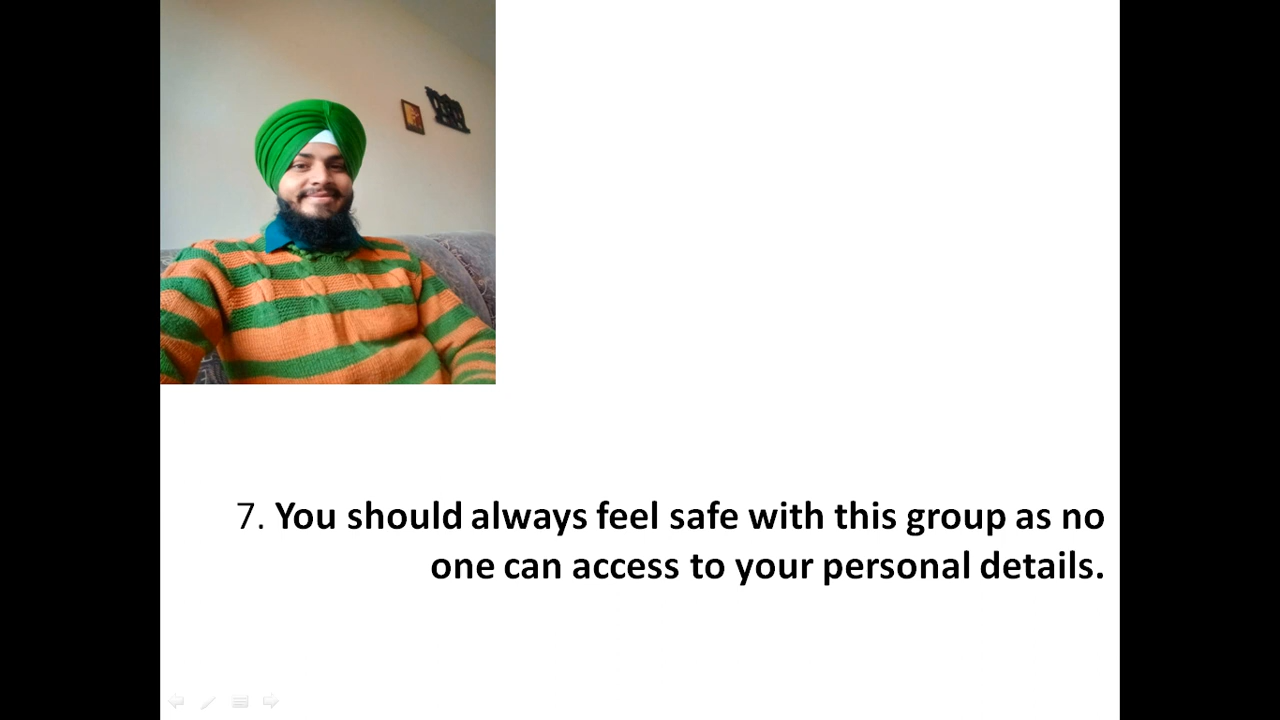 7. You should always feel safe with this group as no
one can access to your personal details.